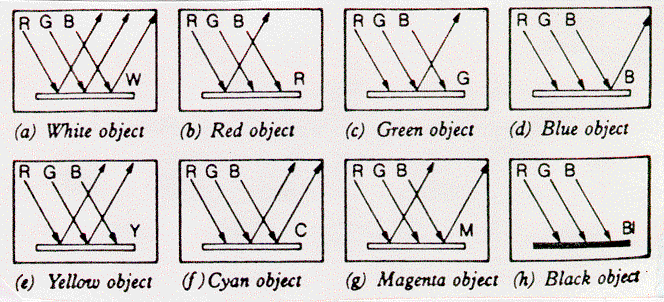 R G B R G B R G B R G B
W R G B
(a) White object (b) Red object (c) Green object (d) Blue object
R G B R G B R G B R G B
Y C M Bl
(e) Yellow object (f) Cyan object (g) Magenta object (h) Black object